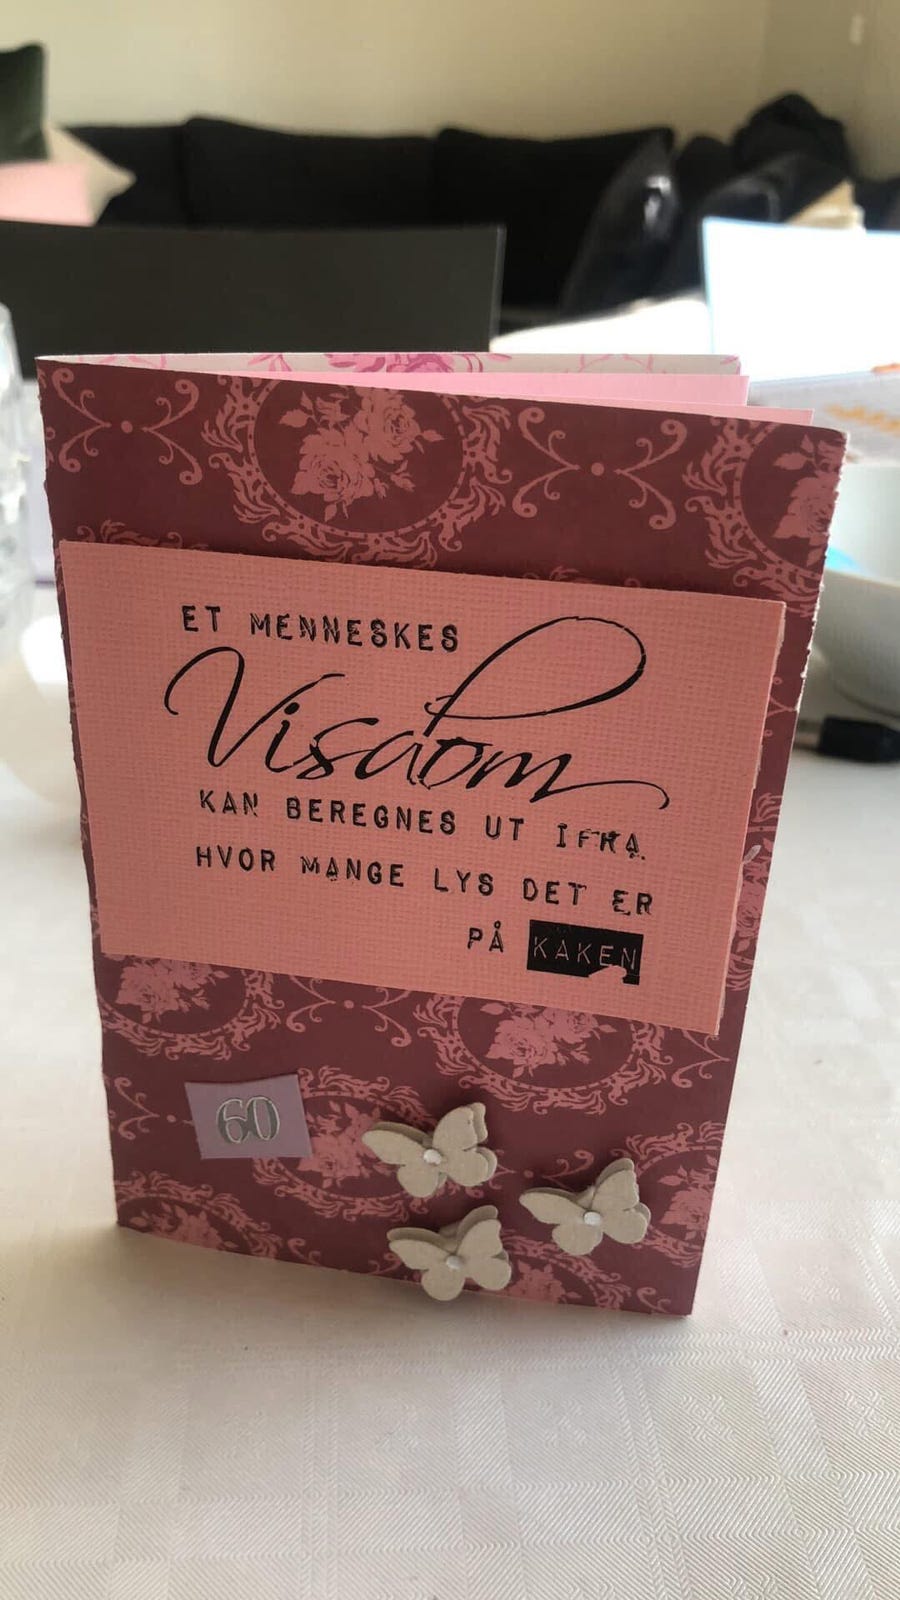 ET MENNESKES
Visdom
KAN BEREGNES UT IFRA
HVOR MANGE LYS DET ER
PÅ KAKEN
60